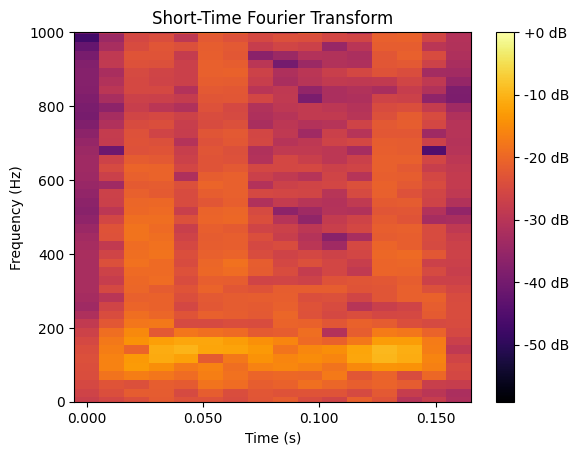 Short-Time Fourier Transform
1000
800
600
400
200
0
Frequency (Hz)
0.000
0.050
0.100
0.150
Time (s)
+0 dB
-10 dB
-20 dB
-30 dB
-40 dB
-50 dB